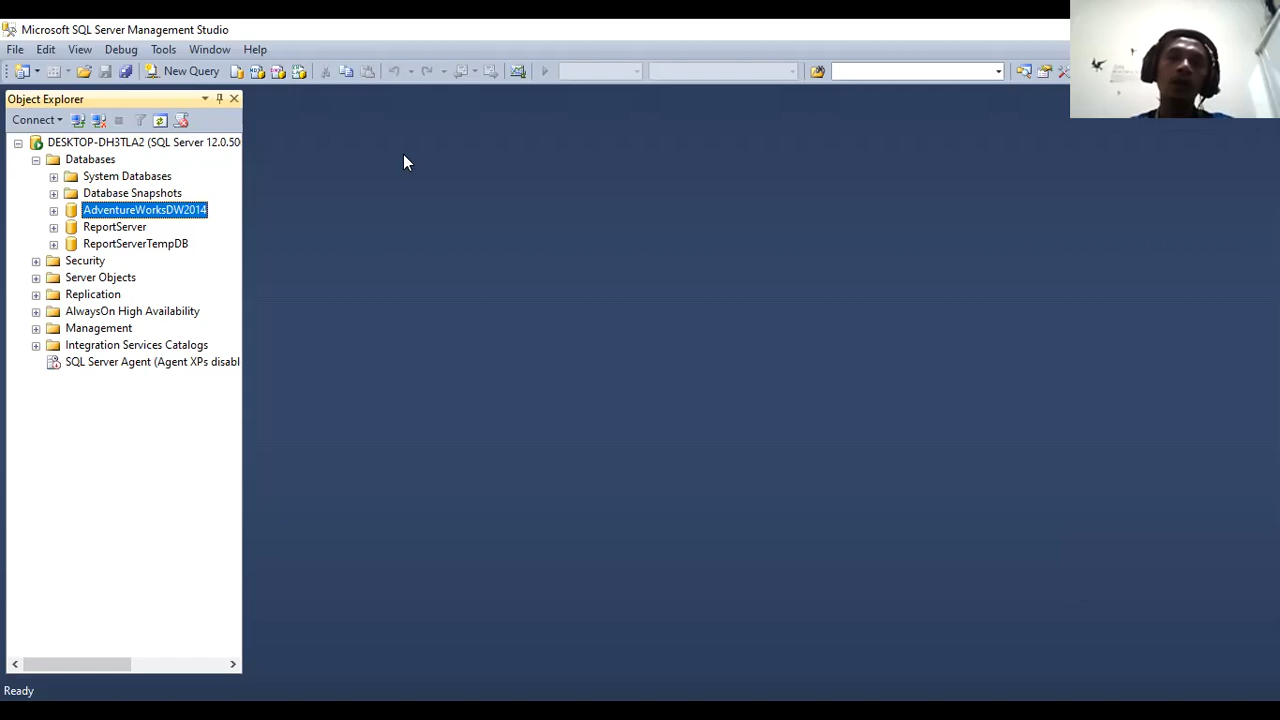 Microsoft SQL Server Management Studio
File Edit View Debug Tools Window Help
New Query
Object Explorer
Connect
DESKTOP-DH3TLA2 (SQL Server 12.0.50
Databases
System Databases
Database Snapshots
AdventureWorksDW2014
ReportServer
ReportServerTempDB
Security
Server Objects
Replication
AlwaysOn High Availability
Management
Integration Services Catalogs
SQL Server Agent (Agent XPs disabl
Ready